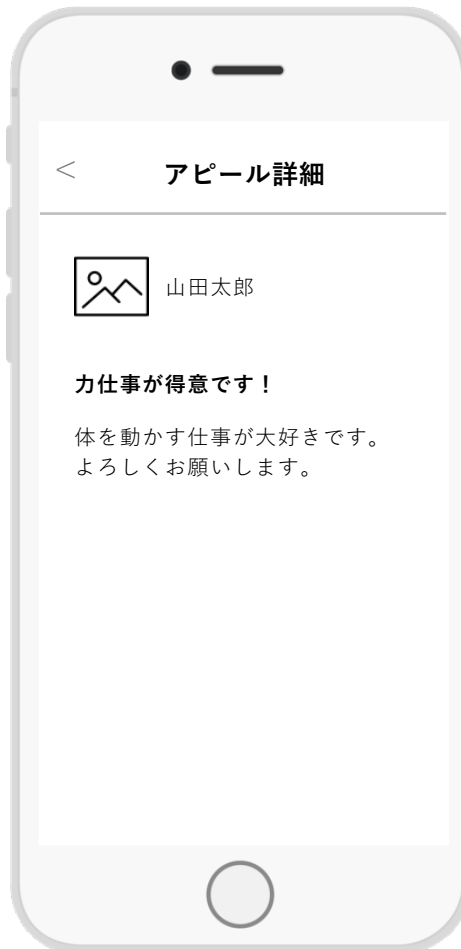 <
アピール詳細
山田太郎
力仕事が得意です！
体を動かす仕事が大好きです。
よろしくお願いします。